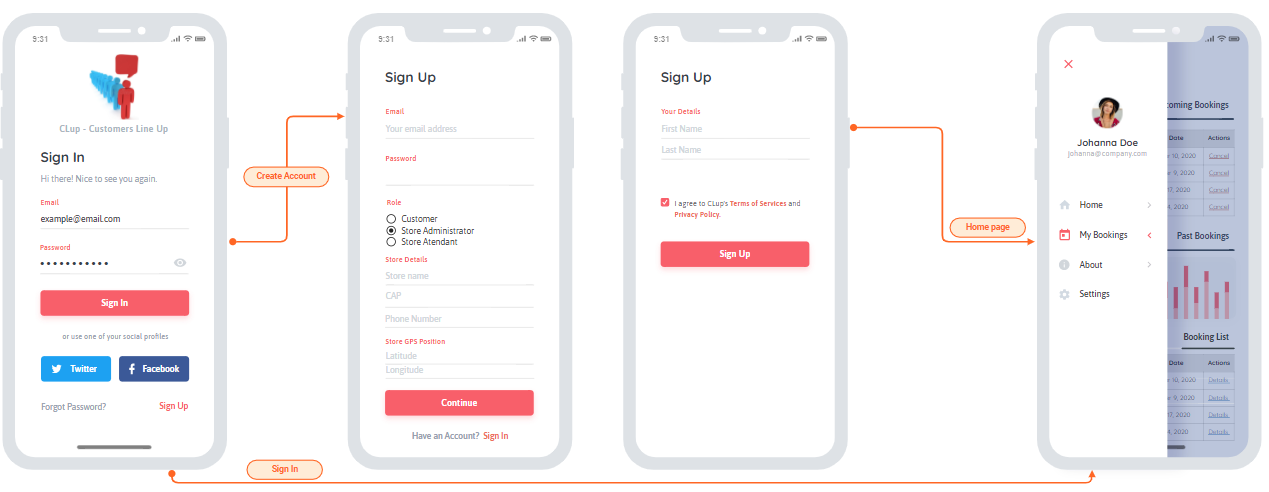 9:31
CLup - Customers Line Up
Sign In
Hi there! Nice to see you again.
Email
example@email.com
Password
Sign In
or use one of your social profiles
Twitter
Facebook
Forgot Password?
Sign Up
Create Account
Sign In
9:31
Sign Up
Email
Your email address
Password
Role
Customer
Store Administrator
Store Atendant
Store Details
Store name
CAP
Phone Number
Store GPS Position
Latitude
Longitude
Continue
Have an Account? Sign In
9:31
Sign Up
Your Details
First Name
Last Name
I agree to CLup's Terms of Services and
Privacy Policy.
Sign Up
Home page
Johanna Doe
johanna@company.com
Home
My Bookings
About
Settings
coming Bookings
Date Actions
10, 2020 Cancel
9, 2020 Cancel
17, 2020 Cancel
4, 2020 Cancel
Past Bookings
Booking List
Date Actions
10, 2020 Details
9, 2020 Details
17, 2020 Details
4, 2020 Details